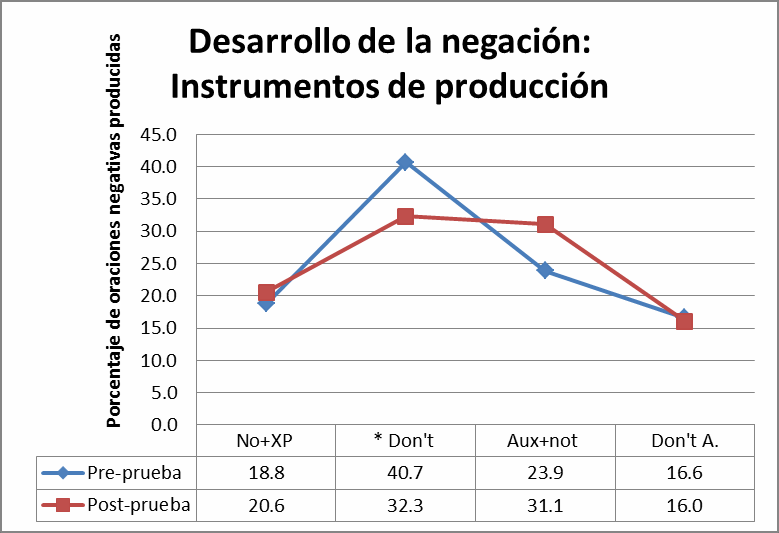 Desarrollo de la negación:
Instrumentos de producción
Porcentaje de oraciones negativas producidas
45.0
40.0
35.0
30.0
25.0
20.0
15.0
10.0
5.0
0.0
No+XP * Don't Aux+not Don't A.
Pre-prueba 18.8 40.7 23.9 16.6
Post-prueba 20.6 32.3 31.1 16.0